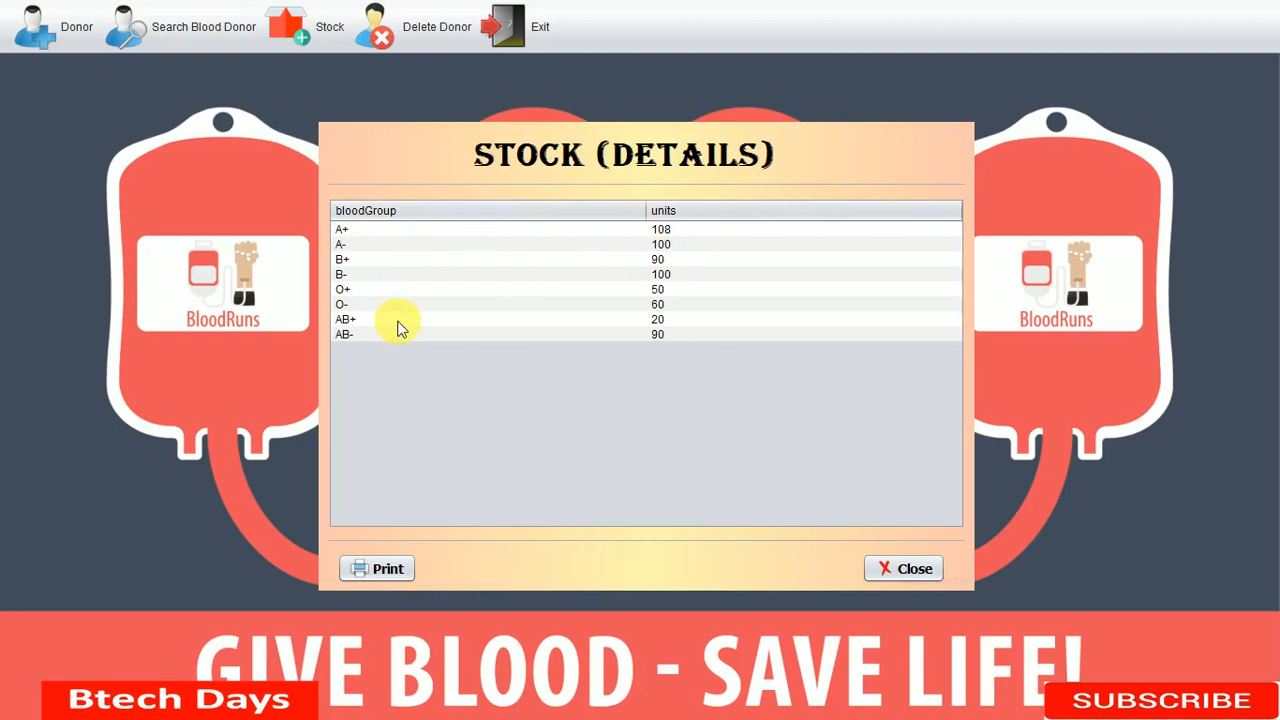 Donor Search Blood Donor Stock Delete Donor Exit
STOCK (DETAILS)
bloodGroup units
A+ 108
A- 100
B+ 90
B- 100
O+ 50
O- 60
AB+ 20
AB- 90
BloodRuns
BloodRuns
Print Close
GIVE BLOOD - SAVE LIFE!
Btech Days
SUBSCRIBE